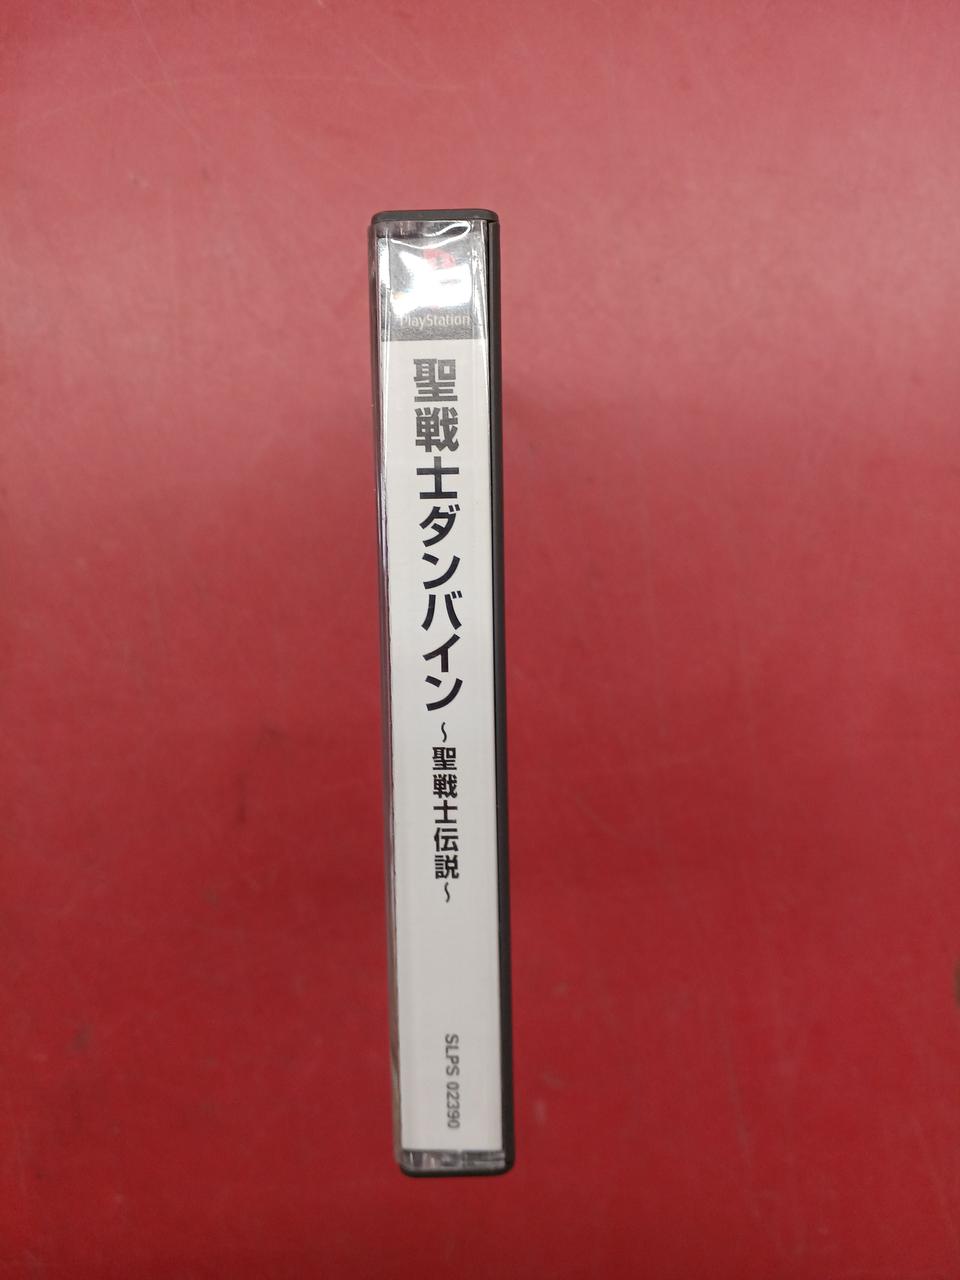 PlayStation
聖戦士ダンバイン
～聖戦士伝説～
SLPS 02390